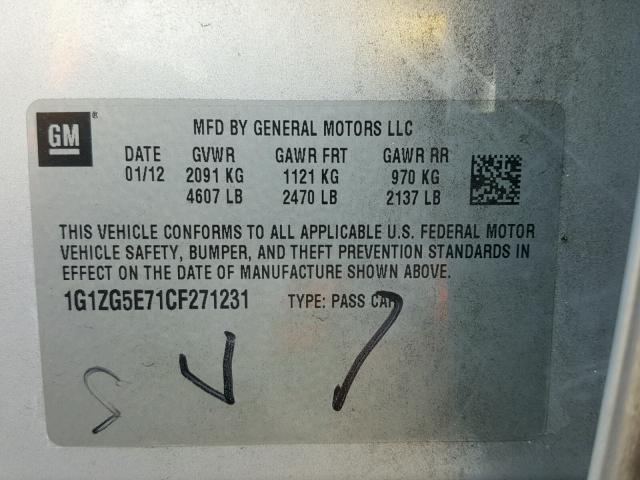 GM® MFD BY GENERAL MOTORS LLC
DATE GVWR GAWR FRT GAWR RR
01/12 2091 KG 1121 KG 970 KG
4607 LB 2470 LB 2137 LB
THIS VEHICLE CONFORMS TO ALL APPLICABLE U.S. FEDERAL MOTOR
VEHICLE SAFETY, BUMPER, AND THEFT PREVENTION STANDARDS IN
EFFECT ON THE DATE OF MANUFACTURE SHOWN ABOVE.
1G1ZG5E71CF271231 TYPE: PASS CAR